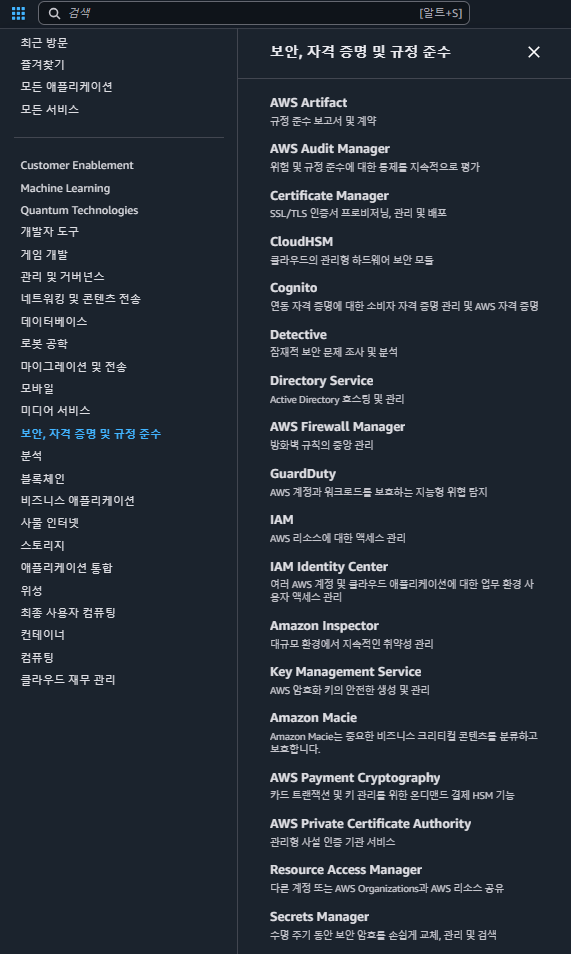 검색
[알트+S]
최근 방문
즐겨찾기
모든 애플리케이션
모든 서비스
Customer Enablement
Machine Learning
Quantum Technologies
개발자 도구
게임 개발
관리 및 거버넌스
네트워킹 및 콘텐츠 전송
데이터베이스
로봇 공학
마이그레이션 및 전송
모바일
미디어 서비스
보안, 자격 증명 및 규정 준수
분석
블록체인
비즈니스 애플리케이션
사물 인터넷
스토리지
애플리케이션 통합
위성
최종 사용자 컴퓨팅
컨테이너
컴퓨팅
클라우드 재무 관리
보안, 자격 증명 및 규정 준수
AWS Artifact
규정 준수 보고서 및 계약
AWS Audit Manager
위험 및 규정 준수에 대한 통제를 지속적으로 평가
Certificate Manager
SSL/TLS 인증서 프로비저닝, 관리 및 배포
CloudHSM
클라우드의 관리형 하드웨어 보안 모듈
Cognito
연동 자격 증명에 대한 소비자 자격 증명 관리 및 AWS 자격 증명
Detective
잠재적 보안 문제 조사 및 분석
Directory Service
Active Directory 호스팅 및 관리
AWS Firewall Manager
방화벽 규칙의 중앙 관리
GuardDuty
AWS 계정과 워크로드를 보호하는 지능형 위협 탐지
IAM
AWS 리소스에 대한 액세스 관리
IAM Identity Center
여러 AWS 계정 및 클라우드 애플리케이션에 대한 업무 환경 사
용자 액세스 관리
Amazon Inspector
대규모 환경에서 지속적인 취약성 관리
Key Management Service
AWS 암호화 키의 안전한 생성 및 관리
Amazon Macie
Amazon Macie는 중요한 비즈니스 크리티컬 콘텐츠를 분류하고
보호합니다.
AWS Payment Cryptography
카드 트랜잭션 및 키 관리를 위한 온디맨드 결제 HSM 기능
AWS Private Certificate Authority
관리형 사설 인증 기관 서비스
Resource Access Manager
다른 계정 또는 AWS Organizations과 AWS 리소스 공유
Secrets Manager
수명 주기 동안 보안 암호를 손쉽게 교체, 관리 및 검색